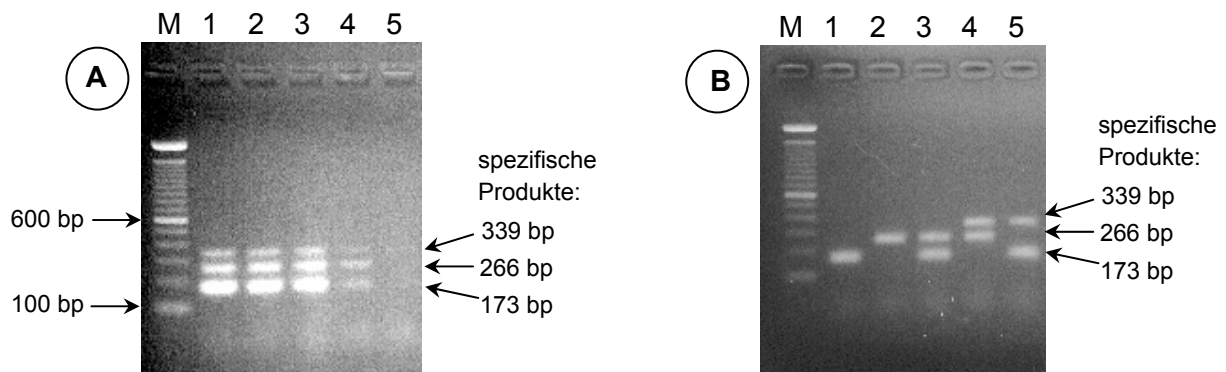 M 1 2 3 4 5
A
spezifische
Produkte:
600 bp
339 bp
266 bp
173 bp
100 bp
M 1 2 3 4 5
B
spezifische
Produkte:
339 bp
266 bp
173 bp